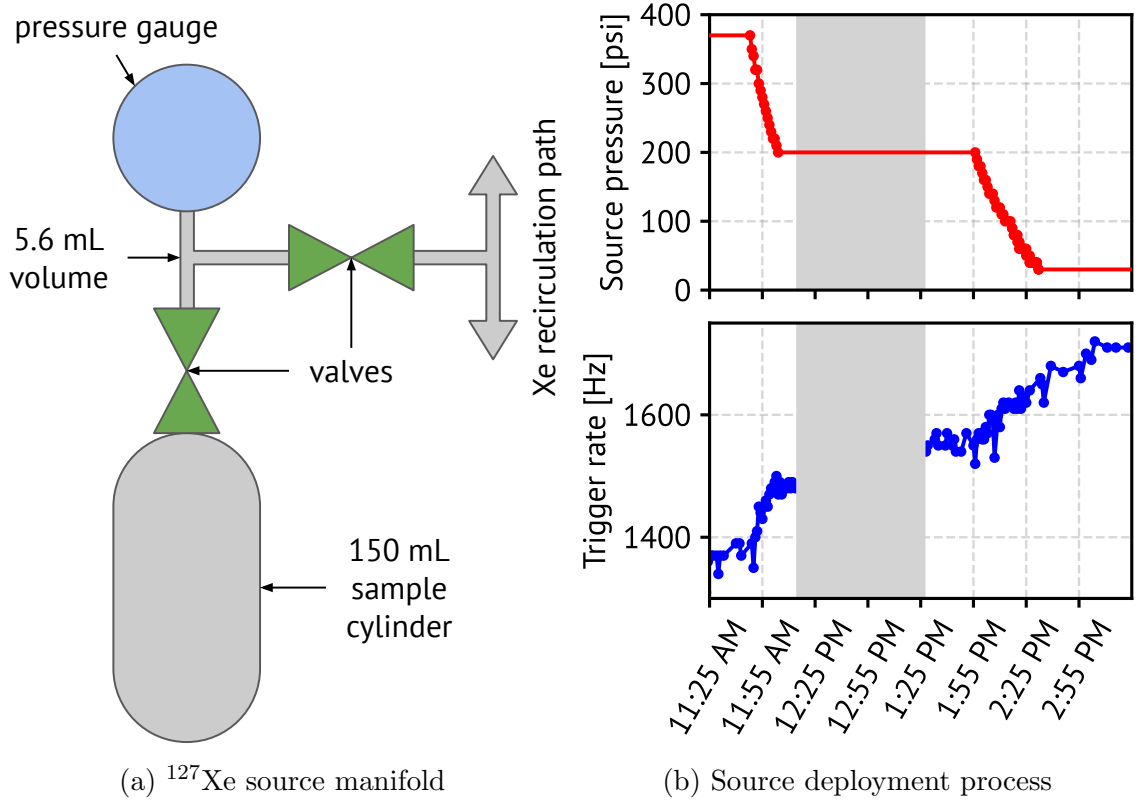 pressure gauge
5.6 mL
volume
valves
150 mL
sample
cylinder
Xe recirculation path
(a) ¹²⁷Xe source manifold
Source pressure [psi]
400
300
200
100
0
Trigger rate [Hz]
1600
1400
11:25 AM
11:55 AM
12:25 PM
12:55 PM
1:25 PM
1:55 PM
2:25 PM
2:55 PM
(b) Source deployment process